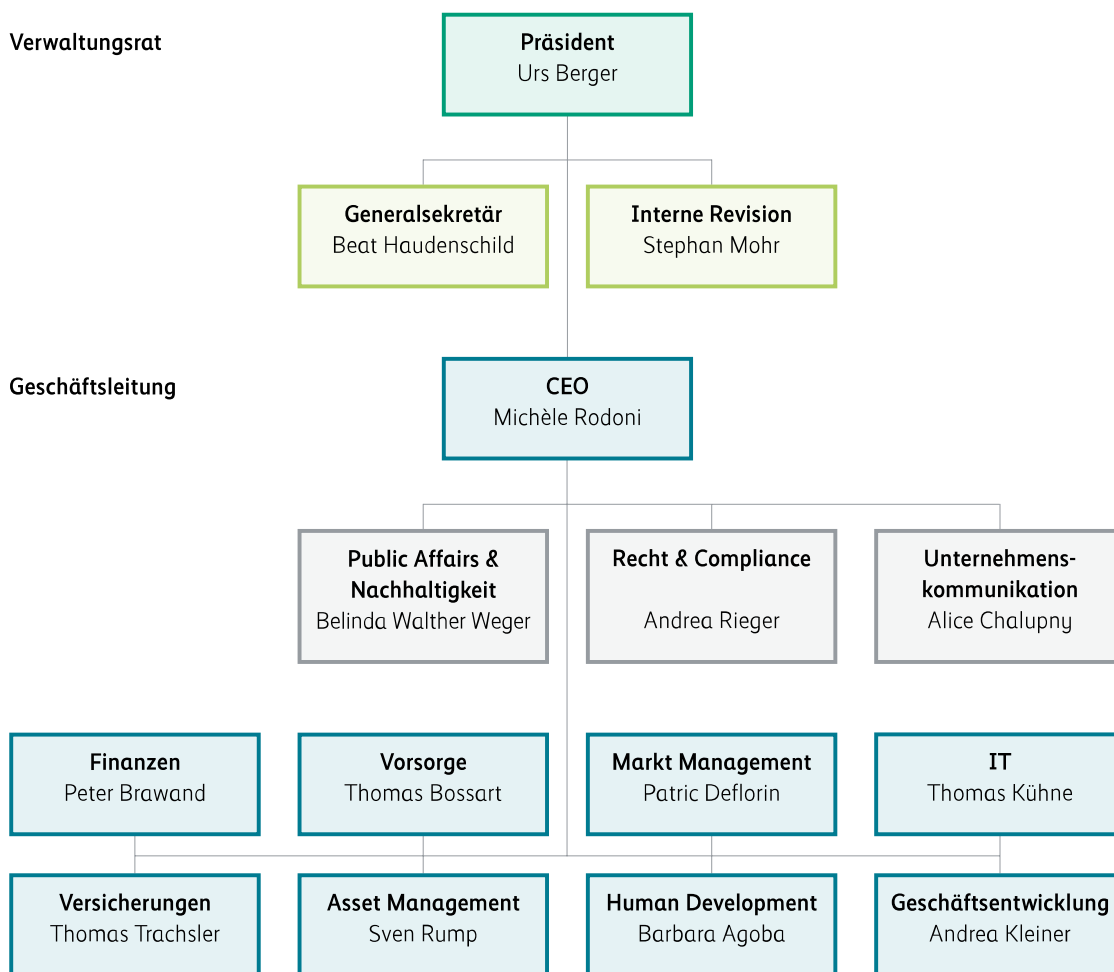 Verwaltungsrat
Präsident
Urs Berger
Generalsekretär
Beat Haudenschild
Interne Revision
Stephan Mohr
Geschäftsleitung
CEO
Michèle Rodoni
Public Affairs &
Nachhaltigkeit
Belinda Walther Weger
Recht & Compliance
Andrea Rieger
Unternehmens-
kommunikation
Alice Chalupny
Finanzen
Peter Brawand
Vorsorge
Thomas Bossart
Markt Management
Patric Deflorin
IT
Thomas Kühne
Versicherungen
Thomas Trachsler
Asset Management
Sven Rump
Human Development
Barbara Agoba
Geschäftsentwicklung
Andrea Kleiner